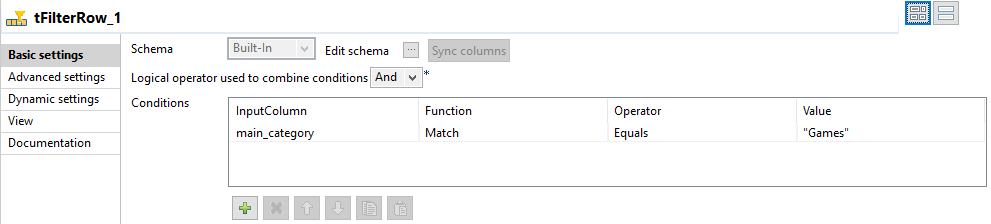 tFilterRow_1
Basic settings
Advanced settings
Dynamic settings
View
Documentation
Schema Built-In Edit schema ... Sync columns
Logical operator used to combine conditions And *
Conditions
InputColumn Function Operator Value
main_category Match Equals "Games"